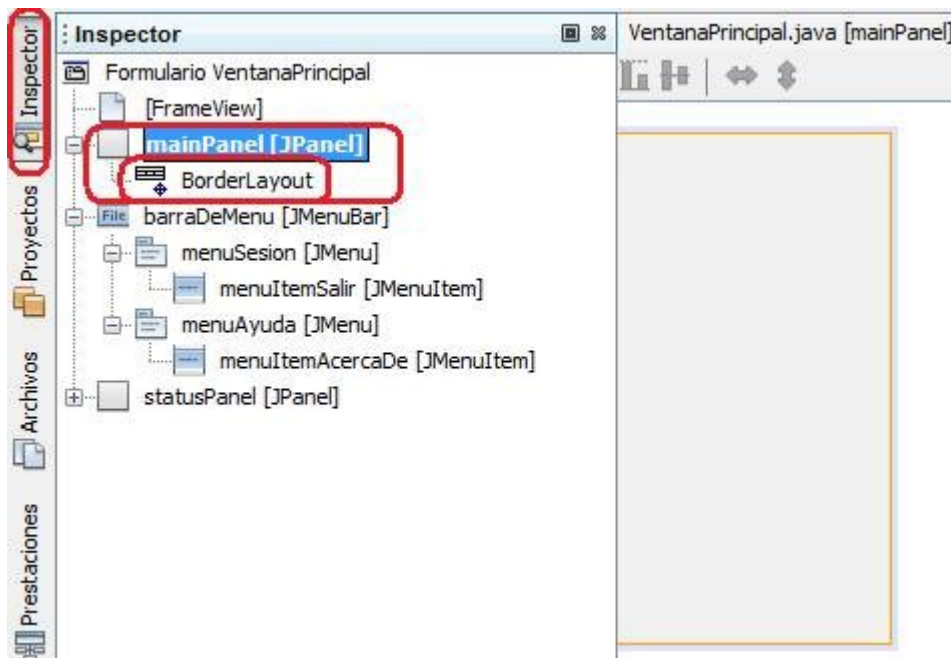 Inspector
Proyectos
Archivos
Prestaciones
Inspector
Formulario VentanaPrincipal
[FrameView]
mainPanel [JPanel]
BorderLayout
File
barraDeMenu [JMenuBar]
menuSesion [JMenu]
menuItemSalir [JMenuItem]
menuAyuda [JMenu]
menuItemAcercaDe [JMenuItem]
statusPanel [JPanel]
VentanaPrincipal.java [mainPanel]